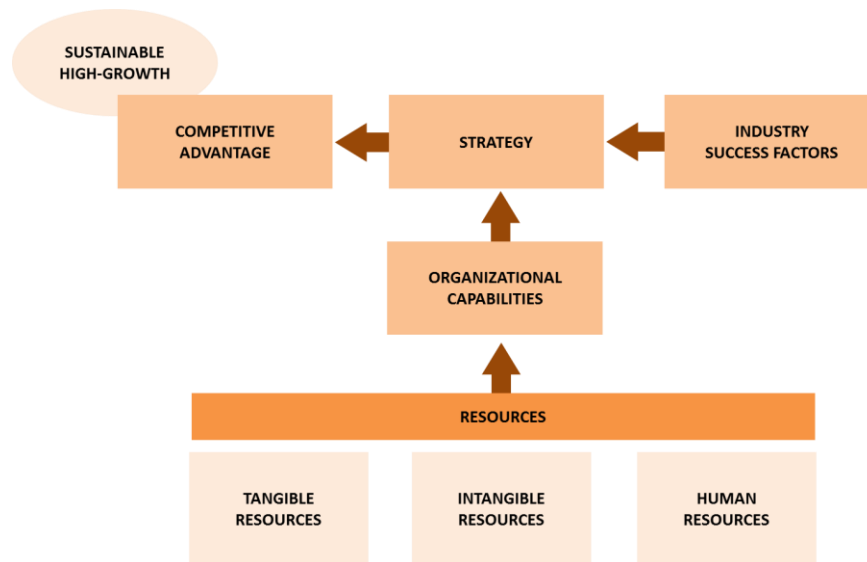 SUSTAINABLE
HIGH-GROWTH
COMPETITIVE
ADVANTAGE
STRATEGY
INDUSTRY
SUCCESS FACTORS
ORGANIZATIONAL
CAPABILITIES
RESOURCES
TANGIBLE
RESOURCES
INTANGIBLE
RESOURCES
HUMAN
RESOURCES